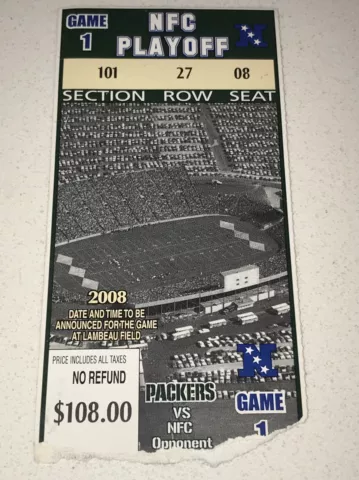 GAME
1
NFC
PLAYOFF
N
101 27 08
SECTION ROW SEAT
2008
DATE AND TIME TO BE
ANNOUNCED FOR THE GAME
AT LAMBEAU FIELD
PRICE INCLUDES ALL TAXES
NO REFUND
$108.00
PACKERS
VS
NFC
Opponent
N
GAME
1